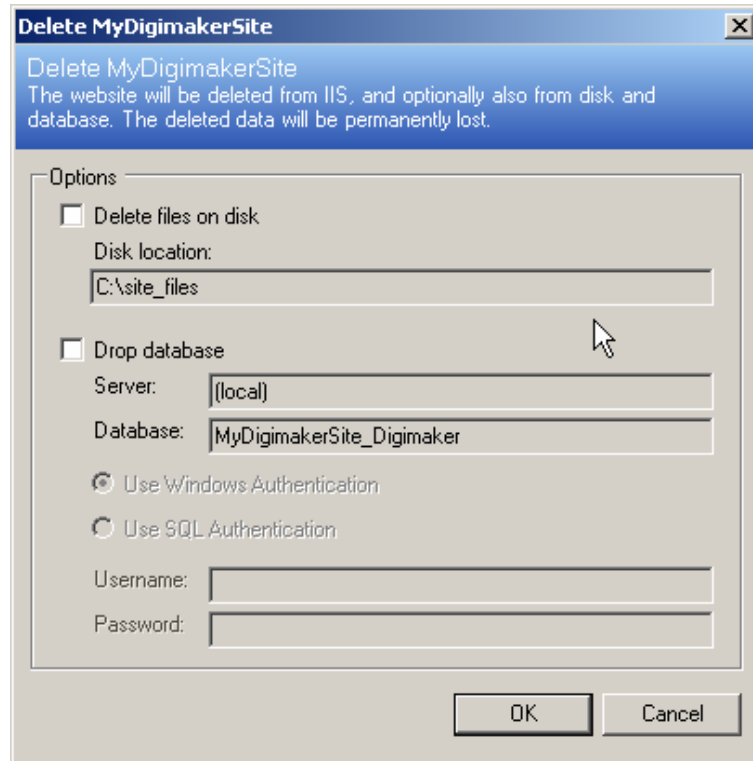 Delete MyDigimakerSite
Delete MyDigimakerSite
The website will be deleted from IIS, and optionally also from disk and
database. The deleted data will be permanently lost.
Options
Delete files on disk
Disk location:
C:\site_files
Drop database
Server: (local)
Database: MyDigimakerSite_Digimaker
Use Windows Authentication
Use SQL Authentication
Username:
Password:
OK Cancel